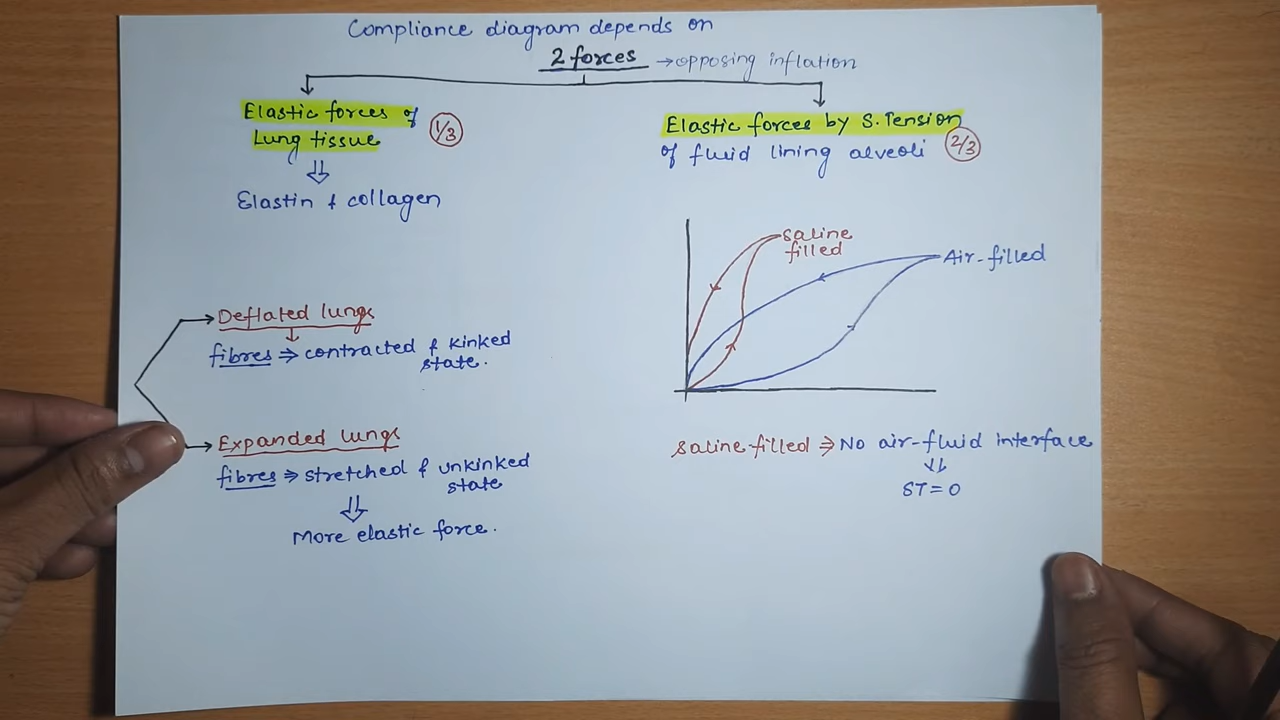 Compliance diagram depends on
2 forces → opposing inflation
Elastic forces of
Lung tissue 1/3
⇓
Elastin & collagen
Elastic forces by S. Tension
of fluid lining alveoli 2/3
Saline
filled
Air-filled
Deflated lungs
fibres ⇒ contracted & kinked
state.
Expanded lungs
fibres ⇒ stretched & unkinked
state
⇓
More elastic force.
Saline-filled ⇒ No air-fluid interface
⇓
ST = 0